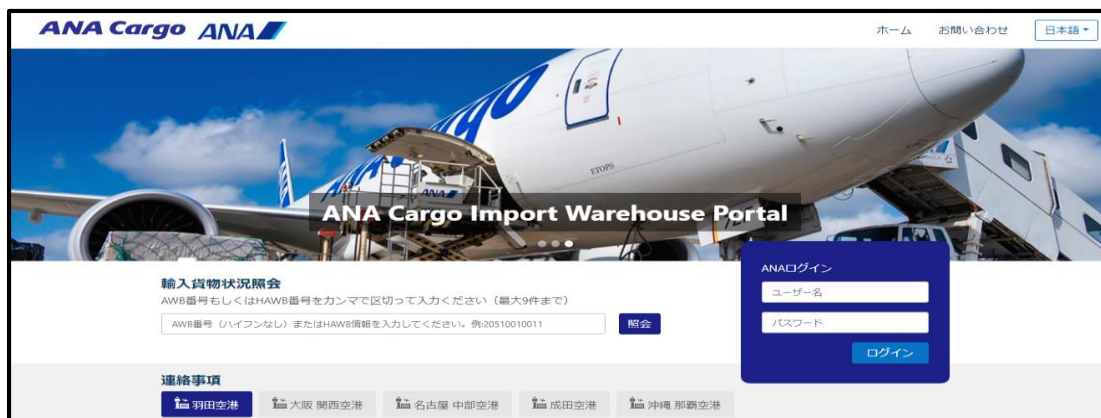 ANA Cargo ANA
ホーム お問い合わせ 日本語
Cargo
ETOPS
ANA
ANA Cargo Import Warehouse Portal
輸入貨物状況照会
AWB番号もしくはHAWB番号をカンマで区切って入力ください（最大9件まで）
AWB番号（ハイフンなし）またはHAWB情報を入力してください。例:20510010011 照会
ANAログイン
ユーザー名
パスワード
ログイン
連絡事項
羽田空港 大阪 関西空港 名古屋 中部空港 成田空港 沖縄 那覇空港